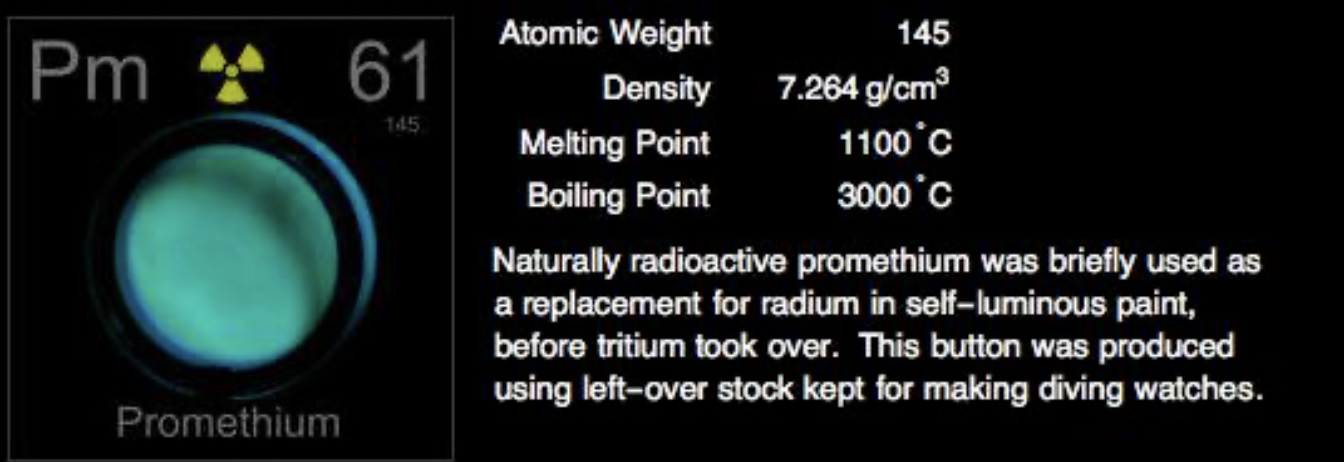 Pm 61
145
Promethium
Atomic Weight 145
Density 7.264 g/cm³
Melting Point 1100 °C
Boiling Point 3000 °C
Naturally radioactive promethium was briefly used as
a replacement for radium in self–luminous paint,
before tritium took over.  This button was produced
using left–over stock kept for making diving watches.